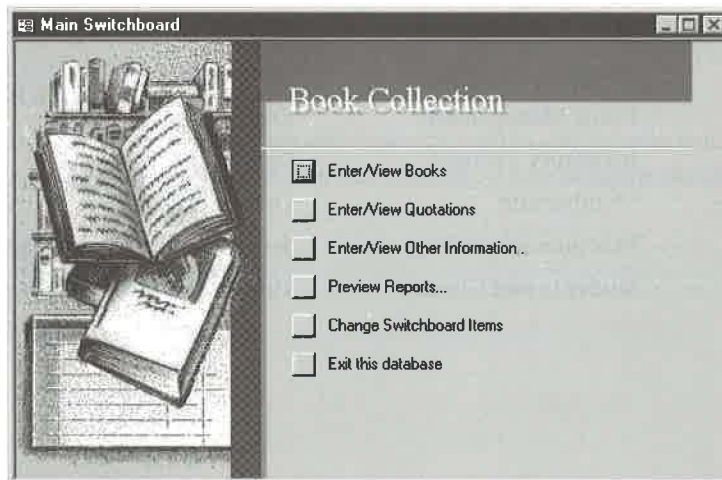 Main Switchboard
Book Collection
Enter/View Books
Enter/View Quotations
Enter/View Other Information..
Preview Reports...
Change Switchboard Items
Exit this database